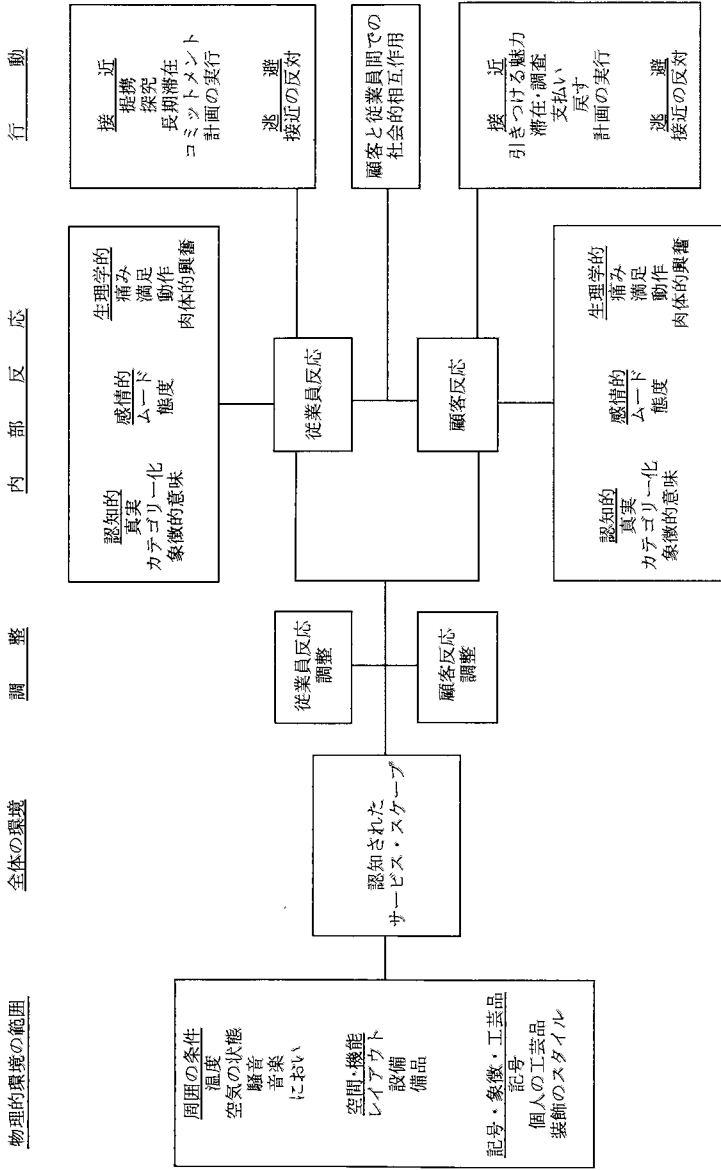 物理的環境の範囲
全体の環境
調整
内部反応
行動
周囲の条件
温度
空気の状態
騒音
音楽
におい
空間・機能
レイアウト
設備
備品
記号・象徴・工芸品
記号
個人の工芸品
装飾のスタイル
認知された
サービス・スケープ
従業員反応
調整
顧客反応
調整
認知的
真実
カテゴリー化
象徴的意味
感情的
ムード
態度
生理学的
痛み
満足
動作
肉体的興奮
従業員反応
顧客反応
認知的
真実
カテゴリー化
象徴的意味
感情的
ムード
態度
生理学的
痛み
満足
動作
肉体的興奮
接近
提携
探究
長期滞在
コミットメント
計画の実行
逃避
接近の反対
顧客と従業員間での
社会的相互作用
接近
引きつける魅力
滞在・調査
支払い
戻す
計画の実行
逃避
接近の反対